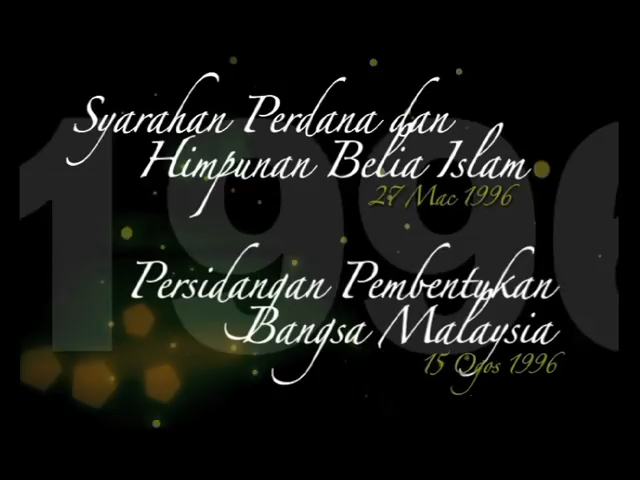 1996
Syarahan Perdana dan
Himpunan Belia Islam
27 Mac 1996
Persidangan Pembentukan
Bangsa Malaysia
15 Ogos 1996